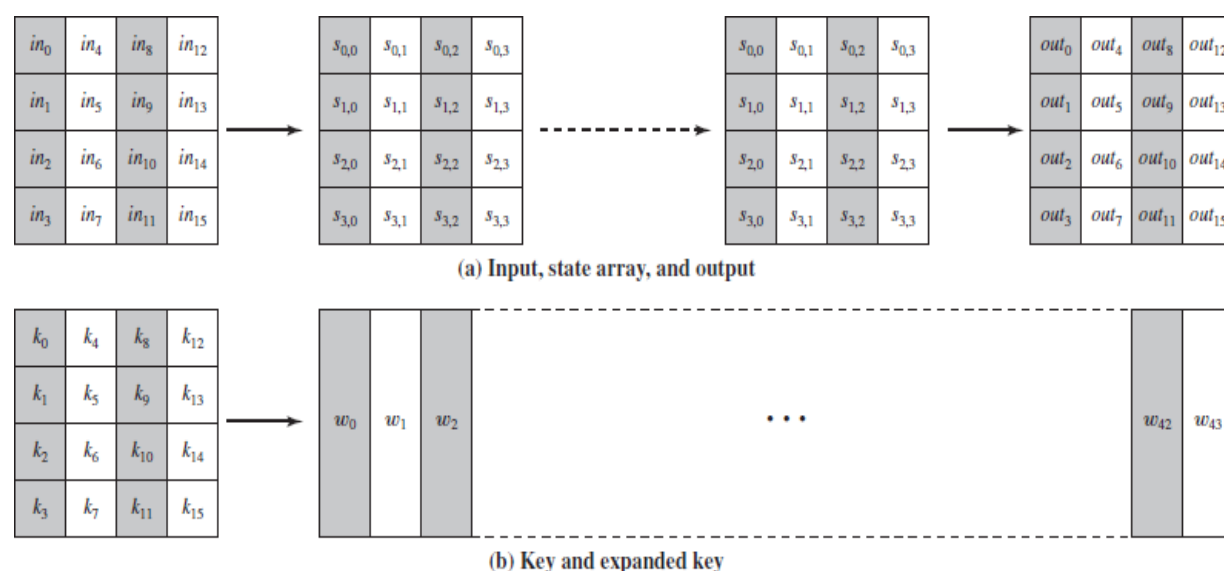 in0 in4 in8 in12 s0,0 s0,1 s0,2 s0,3 s0,0 s0,1 s0,2 s0,3 out0 out4 out8 out12
in1 in5 in9 in13 s1,0 s1,1 s1,2 s1,3 s1,0 s1,1 s1,2 s1,3 out1 out5 out9 out13
in2 in6 in10 in14 s2,0 s2,1 s2,2 s2,3 s2,0 s2,1 s2,2 s2,3 out2 out6 out10 out14
in3 in7 in11 in15 s3,0 s3,1 s3,2 s3,3 s3,0 s3,1 s3,2 s3,3 out3 out7 out11 out15
(a) Input, state array, and output
k0 k4 k8 k12
k1 k5 k9 k13 w0 w1 w2 • • • w42 w43
k2 k6 k10 k14
k3 k7 k11 k15
(b) Key and expanded key